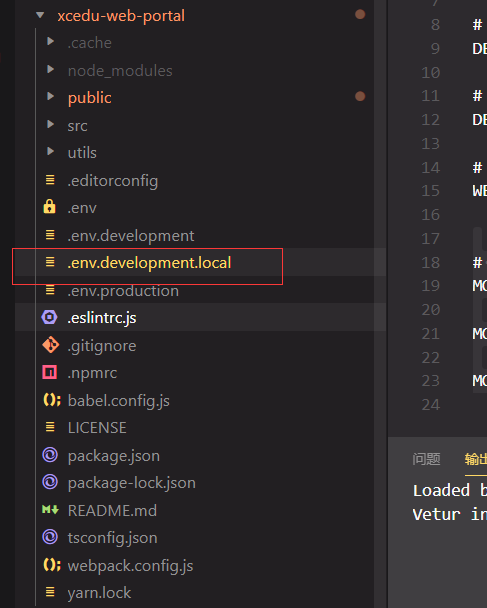 xcedu-web-portal
.cache
node_modules
public
src
utils
.editorconfig
.env
.env.development
.env.development.local
.env.production
.eslintrc.js
.gitignore
.npmrc
babel.config.js
LICENSE
package.json
package-lock.json
README.md
tsconfig.json
webpack.config.js
yarn.lock
8 #
9 DE
10
11 #
12 DE
13
14 #
15 WE
16
17
18 #
19 MO
20
21 MO
22
23 MO
24
问题 输出
Loaded b
Vetur in